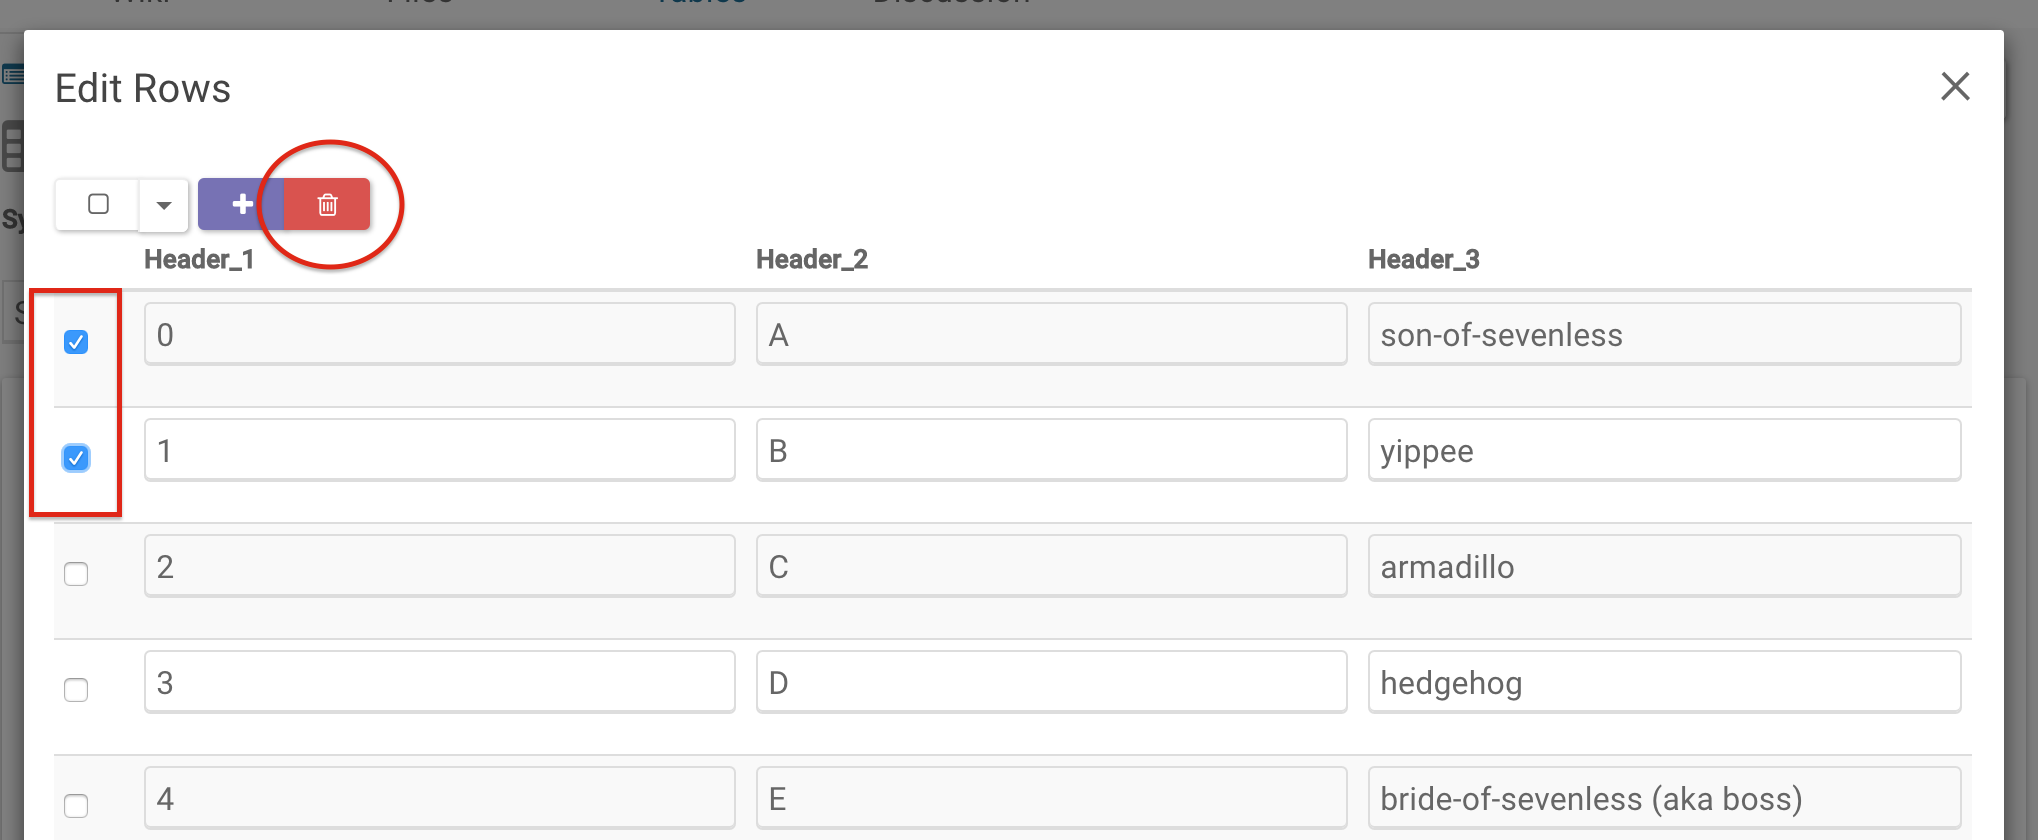 Tables
Edit Rows
Header_1 Header_2 Header_3
0 A son-of-sevenless
1 B yippee
2 C armadillo
3 D hedgehog
4 E bride-of-sevenless (aka boss)